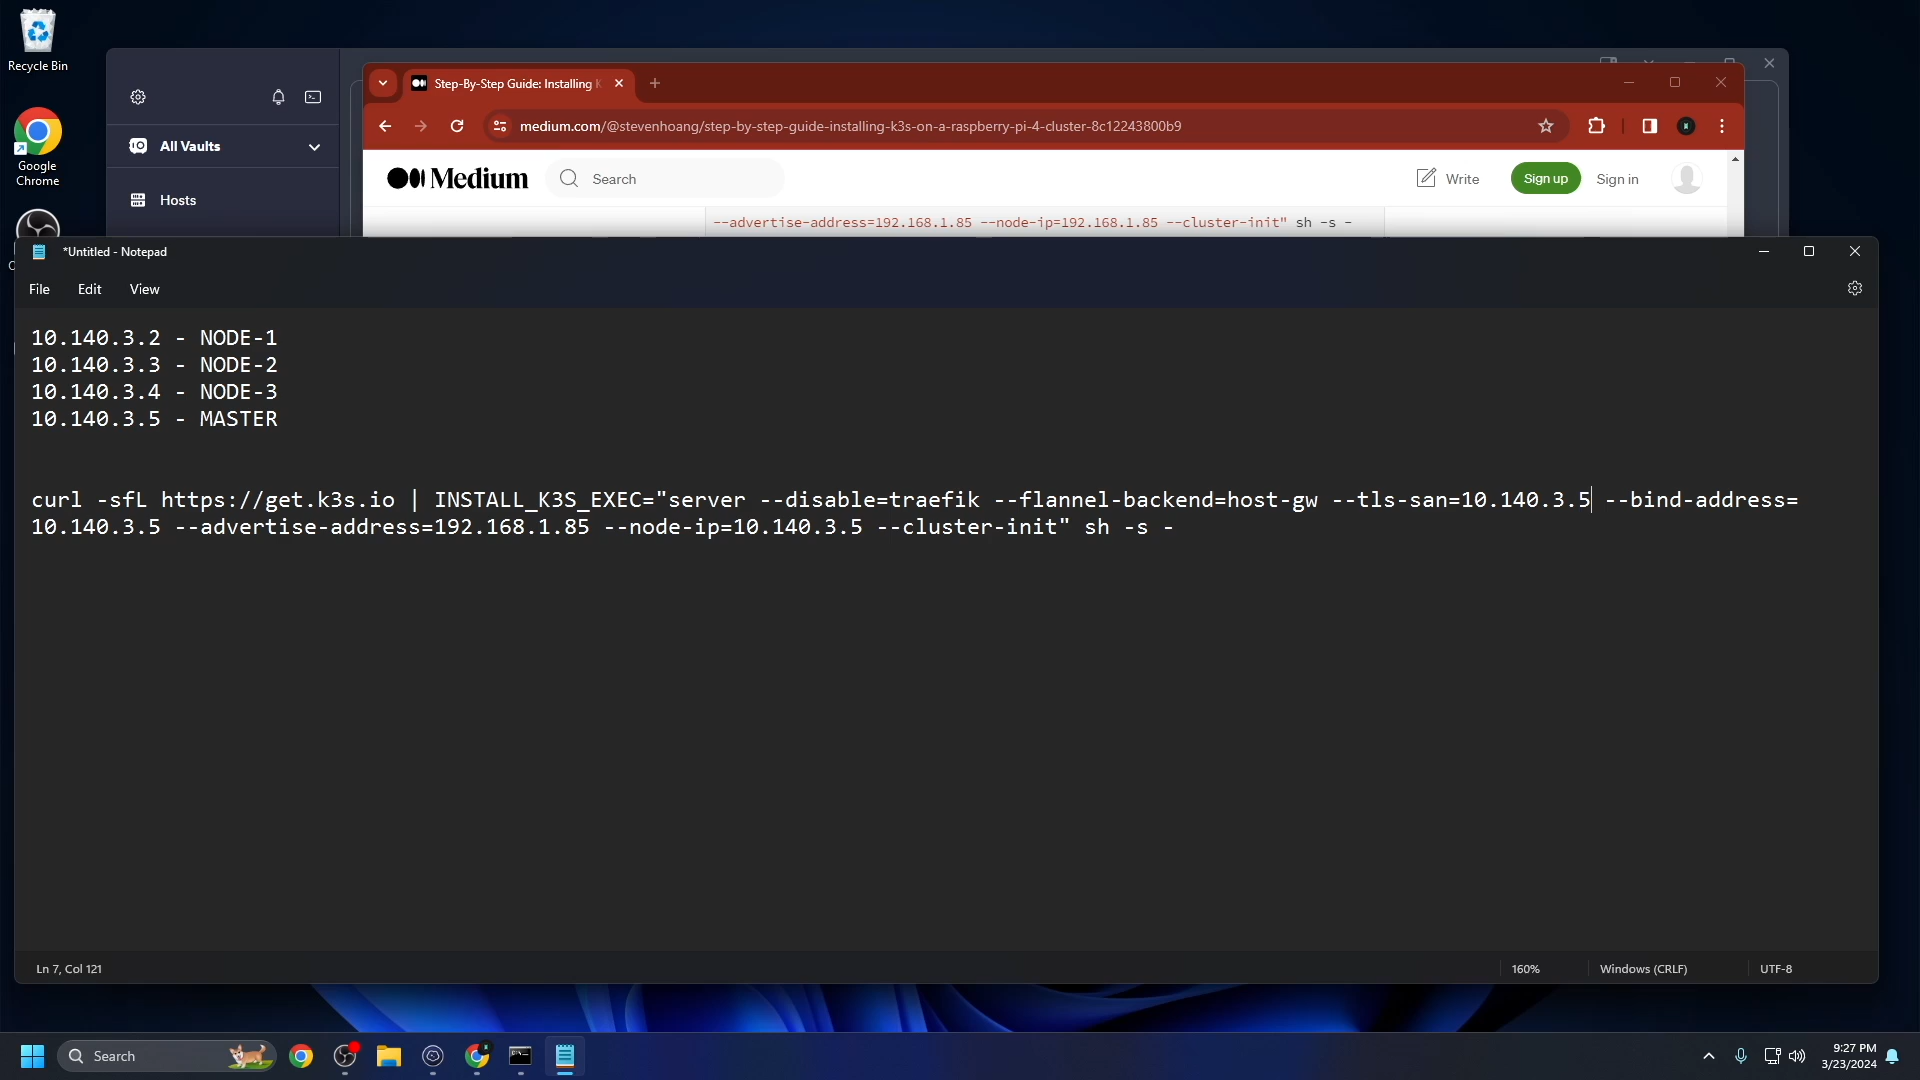 Recycle Bin
Google
Chrome
All Vaults
Hosts
Step-By-Step Guide: Installing
medium.com/@stevenhoang/step-by-step-guide-installing-k3s-on-a-raspberry-pi-4-cluster-8c12243800b9
Medium
Search
Write
Sign up
Sign in
--advertise-address=192.168.1.85 --node-ip=192.168.1.85 --cluster-init" sh -s -
*Untitled - Notepad
File Edit View
10.140.3.2 - NODE-1
10.140.3.3 - NODE-2
10.140.3.4 - NODE-3
10.140.3.5 - MASTER
curl -sfL https://get.k3s.io | INSTALL_K3S_EXEC="server --disable=traefik --flannel-backend=host-gw --tls-san=10.140.3.5 --bind-address=
10.140.3.5 --advertise-address=192.168.1.85 --node-ip=10.140.3.5 --cluster-init" sh -s -
Ln 7, Col 121
160%
Windows (CRLF)
UTF-8
Search
9:27 PM
3/23/2024